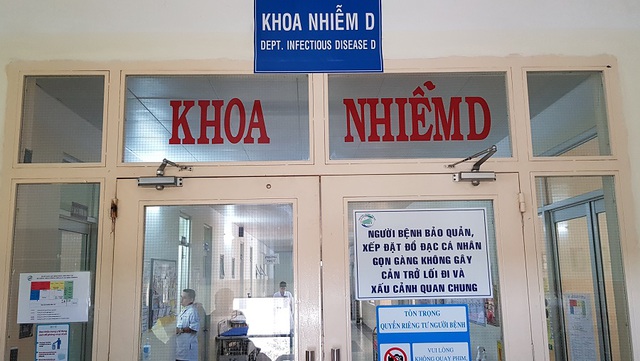 KHOA NHIỄM D
DEPT. INFECTIOUS DISEASE D
KHOA NHIỀM D
NGƯỜI BỆNH BẢO QUẢN,
XẾP ĐẶT ĐỒ ĐẠC CÁ NHÂN
GỌN GÀNG KHÔNG GÂY
CẢN TRỞ LỐI ĐI VÀ
XẤU CẢNH QUAN CHUNG
TÔN TRỌNG
QUYỀN RIÊNG TƯ NGƯỜI BỆNH
VUI LÒNG
KHÔNG QUAY PHIM,